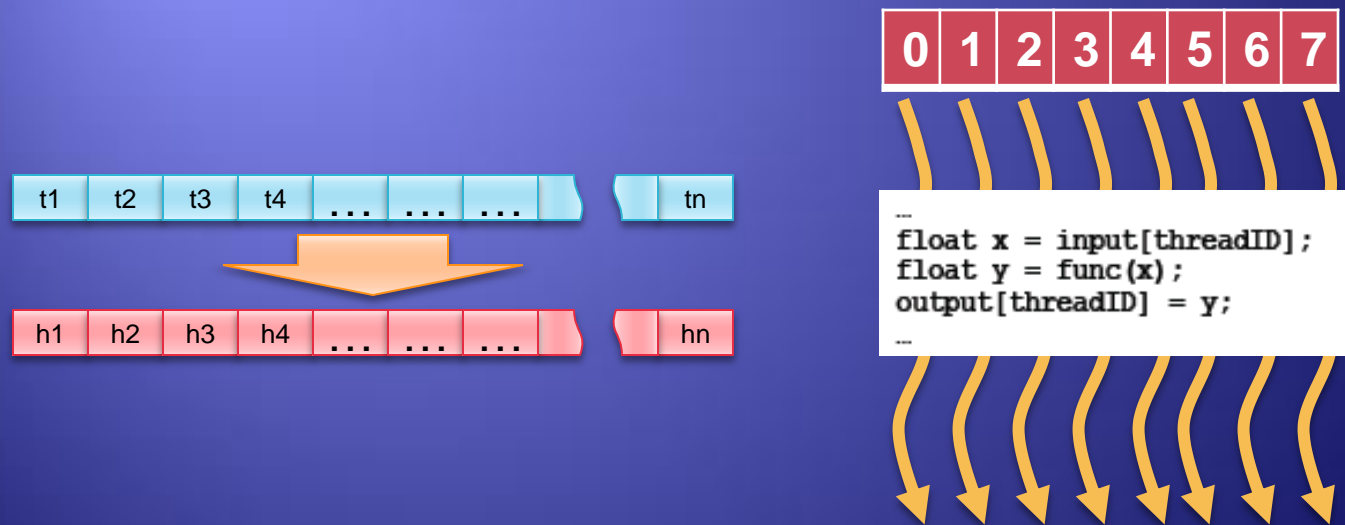 t1 t2 t3 t4 ... ... ... tn
h1 h2 h3 h4 ... ... ... hn
0 1 2 3 4 5 6 7
...
float x = input[threadID];
float y = func(x);
output[threadID] = y;
...